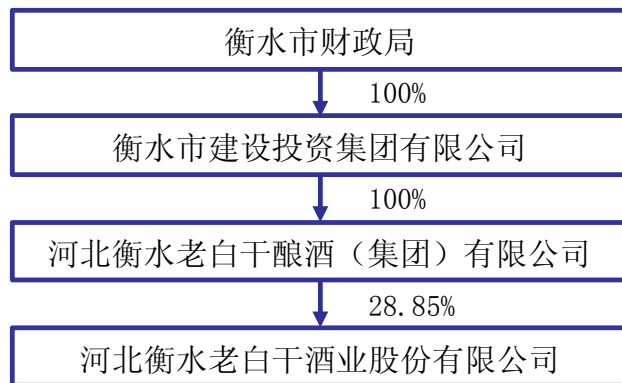 衡水市财政局
100%
衡水市建设投资集团有限公司
100%
河北衡水老白干酿酒（集团）有限公司
28.85%
河北衡水老白干酒业股份有限公司